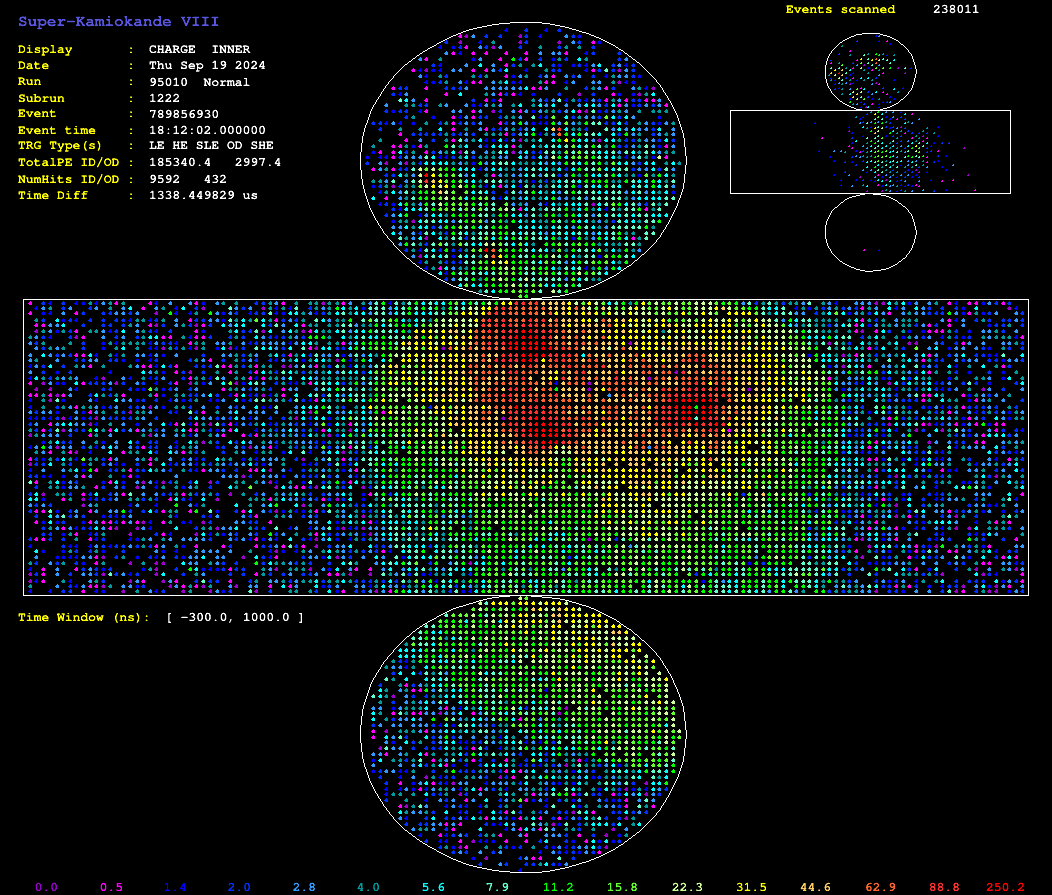 Super-Kamiokande VIII
Events scanned 238011
Display : CHARGE INNER
Date : Thu Sep 19 2024
Run : 95010 Normal
Subrun : 1222
Event : 789856930
Event time : 18:12:02.000000
TRG Type(s) : LE HE SLE OD SHE
TotalPE ID/OD : 185340.4 2997.4
NumHits ID/OD : 9592 432
Time Diff : 1338.449829 us
Time Window (ns): [ −300.0, 1000.0 ]
0.0 0.5 1.4 2.0 2.8 4.0 5.6 7.9 11.2 15.8 22.3 31.5 44.6 62.9 88.8 250.2